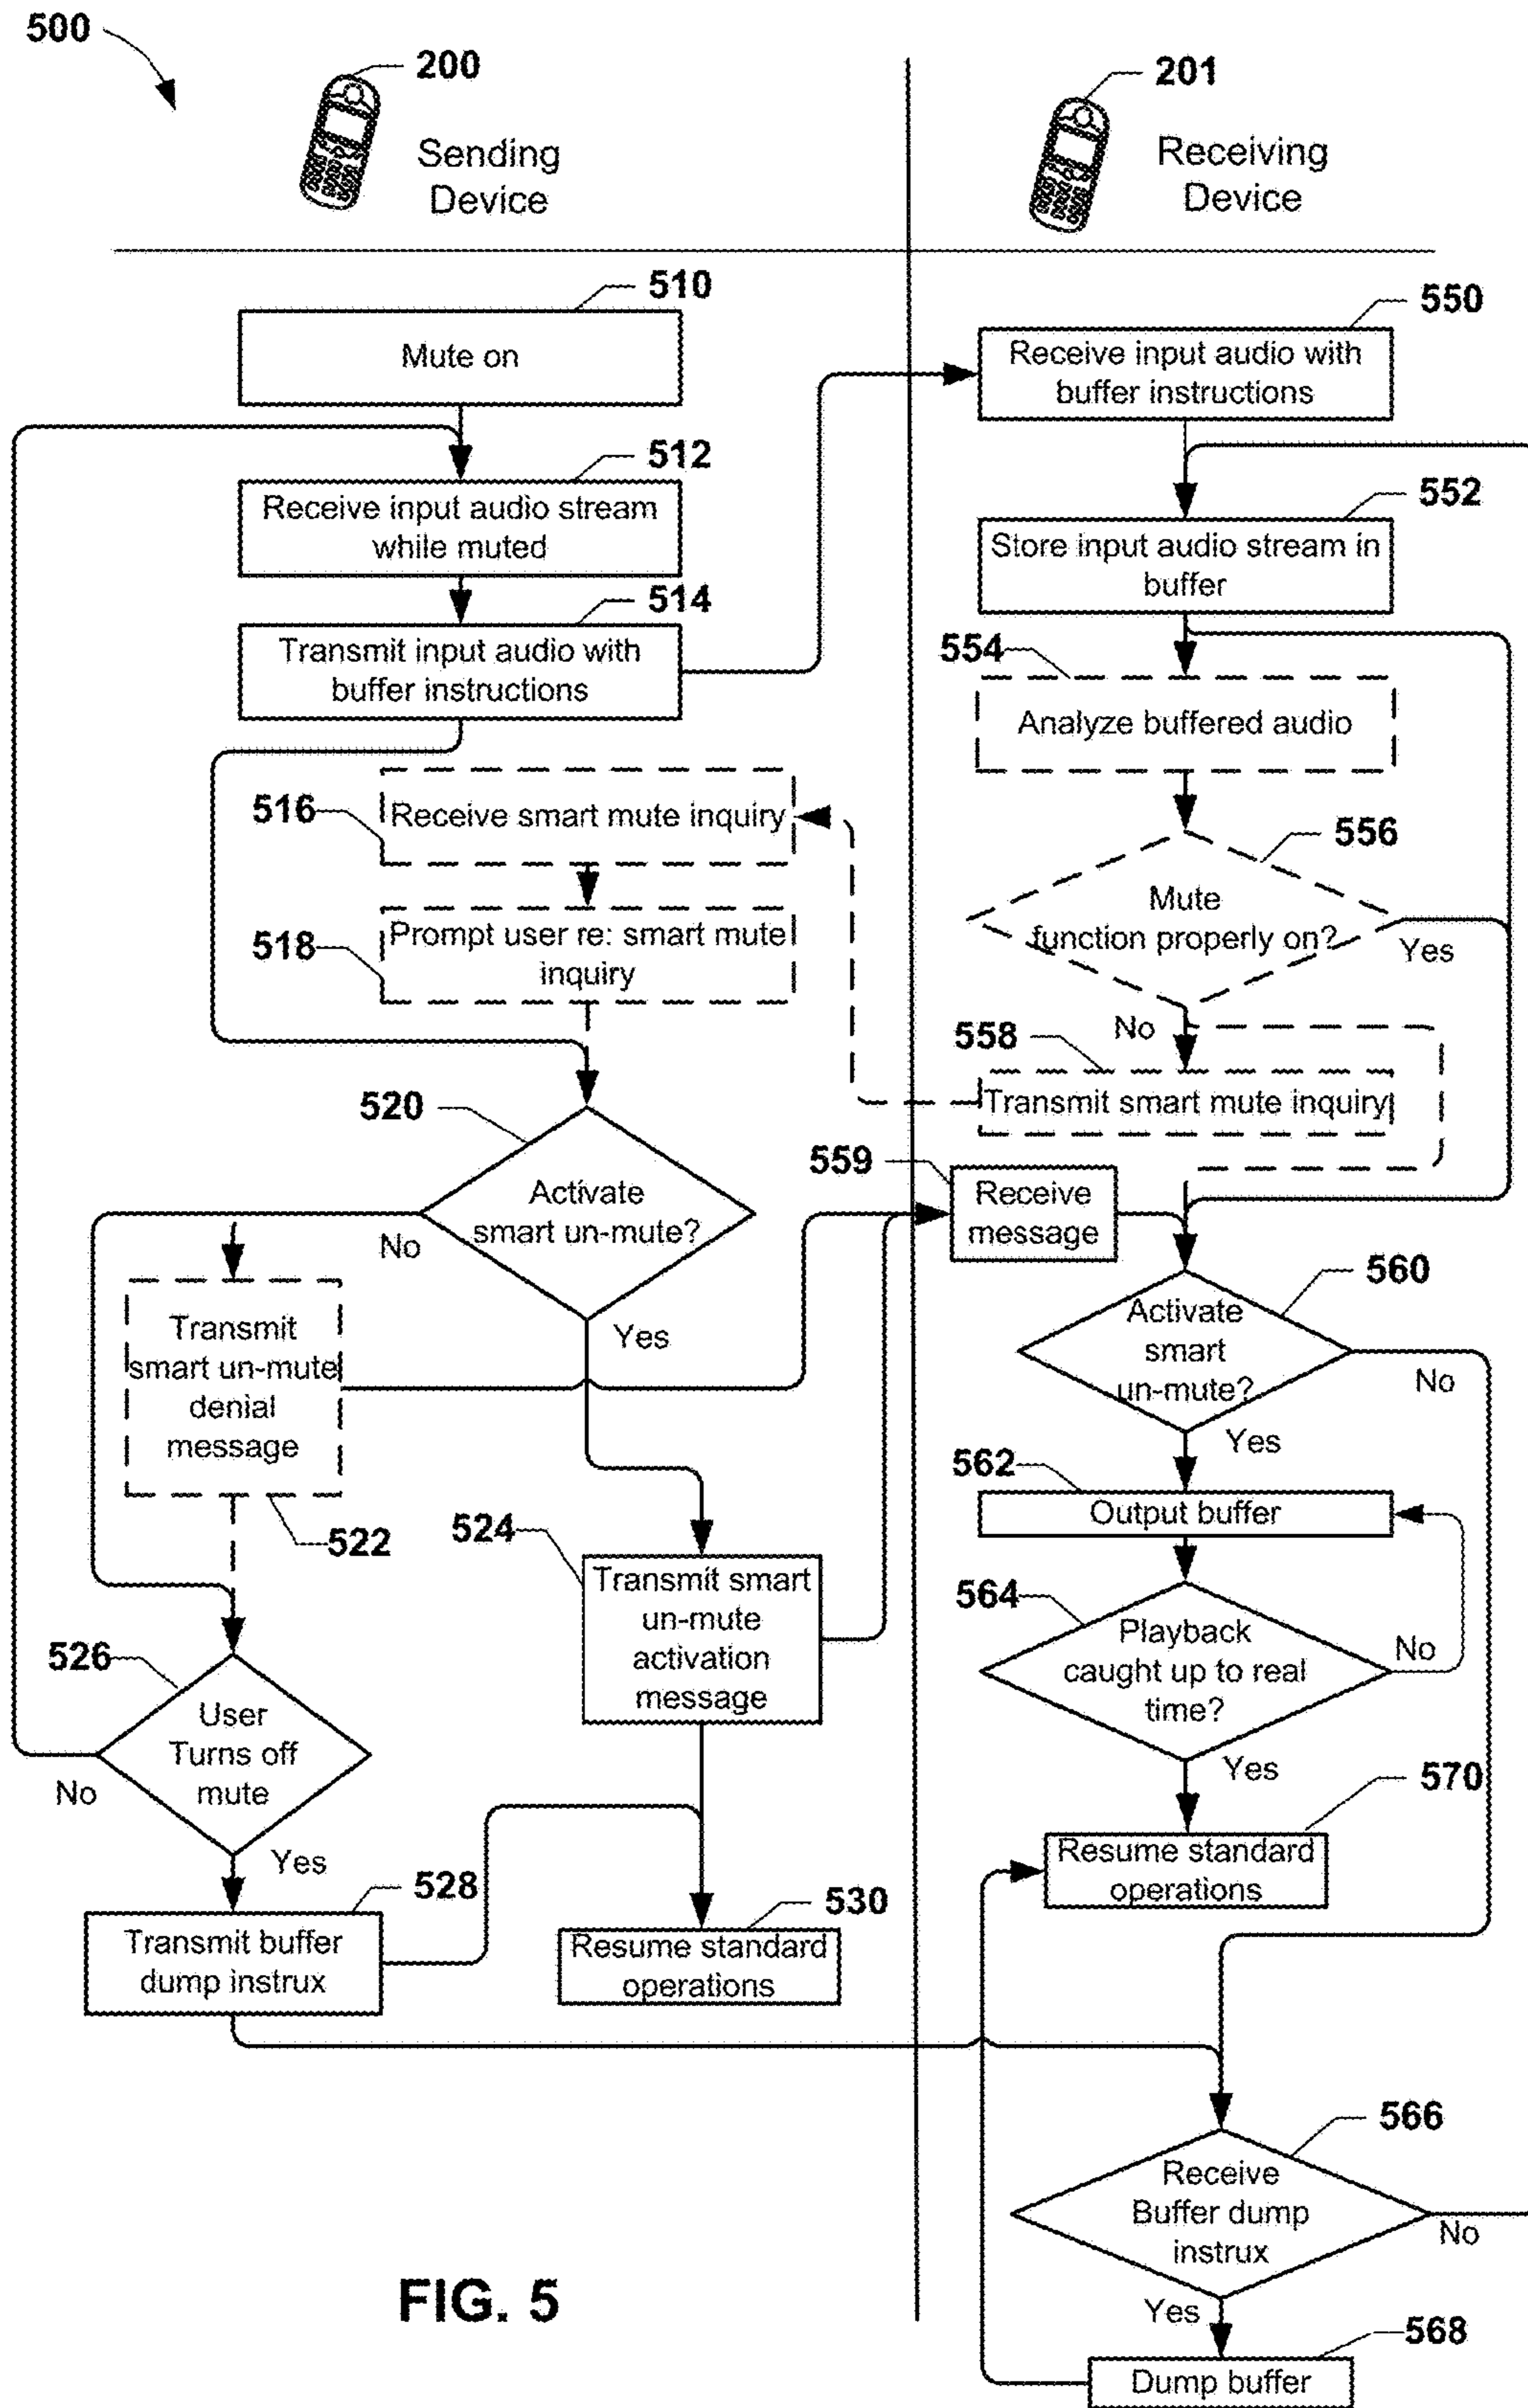 500
200
Sending
Device
201
Receiving
Device
510
Mute on
512
Receive input audio stream
while muted
514
Transmit input audio with
buffer instructions
516
Receive smart mute inquiry
518
Prompt user re: smart mute
inquiry
520
Activate
smart un-mute?
No
Yes
Transmit
smart un-mute
denial
message
522
524
Transmit smart
un-mute
activation
message
526
User
Turns off
mute
No
Yes
528
Transmit buffer
dump instrux
530
Resume standard
operations
550
Receive input audio with
buffer instructions
552
Store input audio stream in
buffer
554
Analyze buffered audio
556
Mute
function properly on?
Yes
No
558
Transmit smart mute inquiry
559
Receive
message
560
Activate
smart
un-mute?
No
Yes
562
Output buffer
564
Playback
caught up to real
time?
No
Yes
570
Resume standard
operations
566
Receive
Buffer dump
instrux
No
Yes
568
Dump buffer
FIG. 5